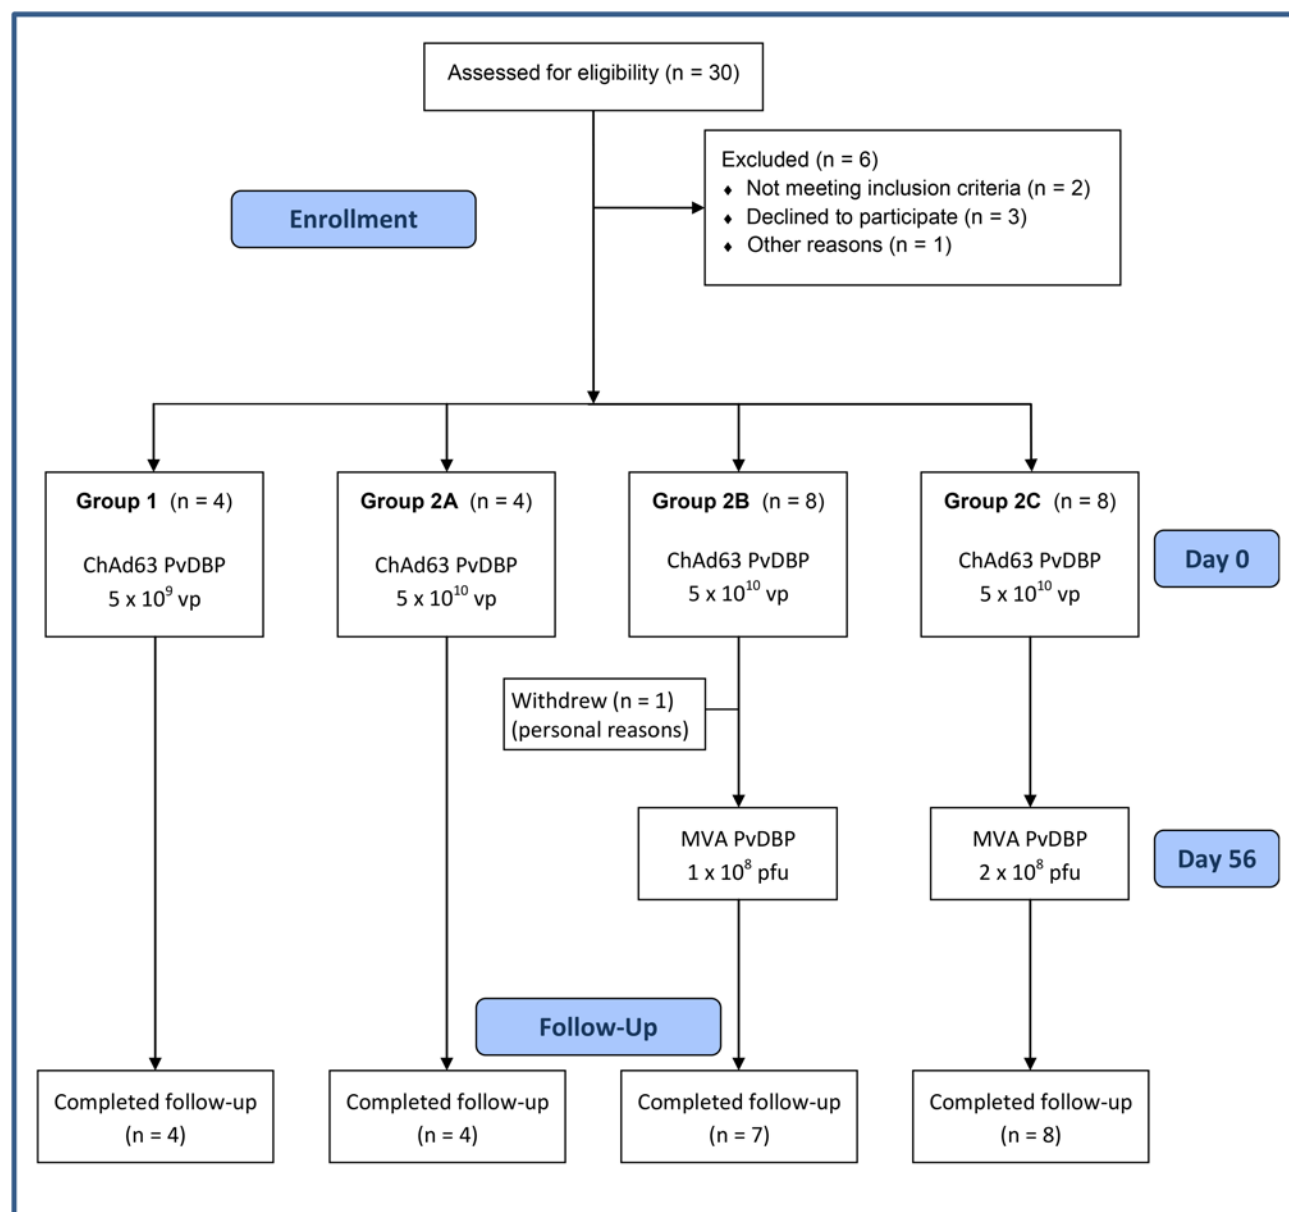 Assessed for eligibility (n = 30)
Excluded (n = 6)
♦ Not meeting inclusion criteria (n = 2)
♦ Declined to participate (n = 3)
♦ Other reasons (n = 1)
Enrollment
Group 1 (n = 4)
ChAd63 PvDBP
5 x 10⁹ vp
Group 2A (n = 4)
ChAd63 PvDBP
5 x 10¹⁰ vp
Group 2B (n = 8)
ChAd63 PvDBP
5 x 10¹⁰ vp
Group 2C (n = 8)
ChAd63 PvDBP
5 x 10¹⁰ vp
Day 0
Withdrew (n = 1)
(personal reasons)
MVA PvDBP
1 x 10⁸ pfu
MVA PvDBP
2 x 10⁸ pfu
Day 56
Follow-Up
Completed follow-up
(n = 4)
Completed follow-up
(n = 4)
Completed follow-up
(n = 7)
Completed follow-up
(n = 8)